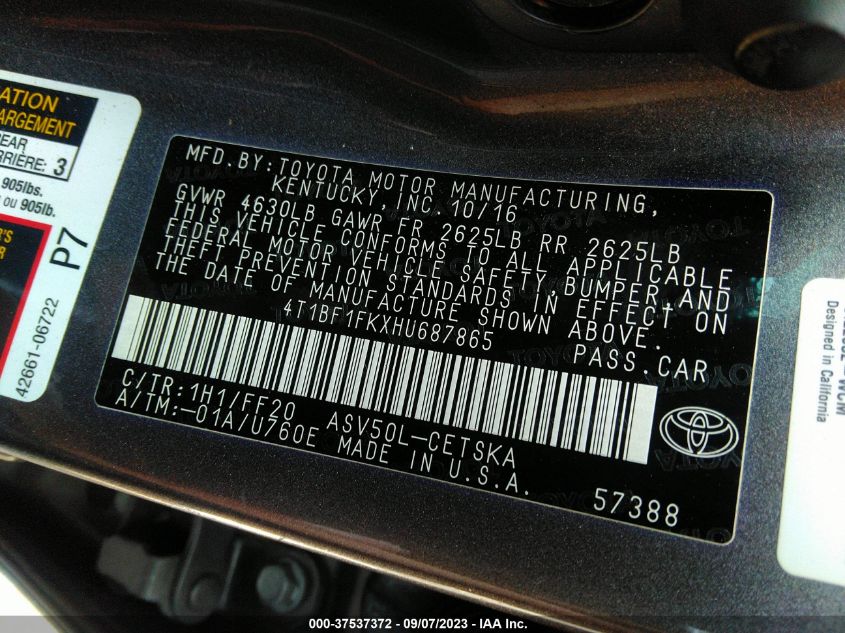 ATION
ARGEMENT
REAR
ARRIÈRE: 3
905lbs.
ou 905lb.
P7
42661-06722
MFD. BY: TOYOTA MOTOR MANUFACTURING,
KENTUCKY, INC. 10/16
GVWR 4630LB GAWR FR 2625LB RR 2625LB
THIS VEHICLE CONFORMS TO ALL APPLICABLE
FEDERAL MOTOR VEHICLE SAFETY, BUMPER, AND
THEFT PREVENTION STANDARDS IN EFFECT ON
THE DATE OF MANUFACTURE SHOWN ABOVE.
4T1BF1FKXHU687865
PASS.CAR
C/TR:1H1/FF20
A/TM:-01A/U760E
ASV50L-CETSKA
MADE IN U.S.A.
57388
TOYOTA
Designed in California
000-37537372 — 09/07/2023 - IAA Inc.